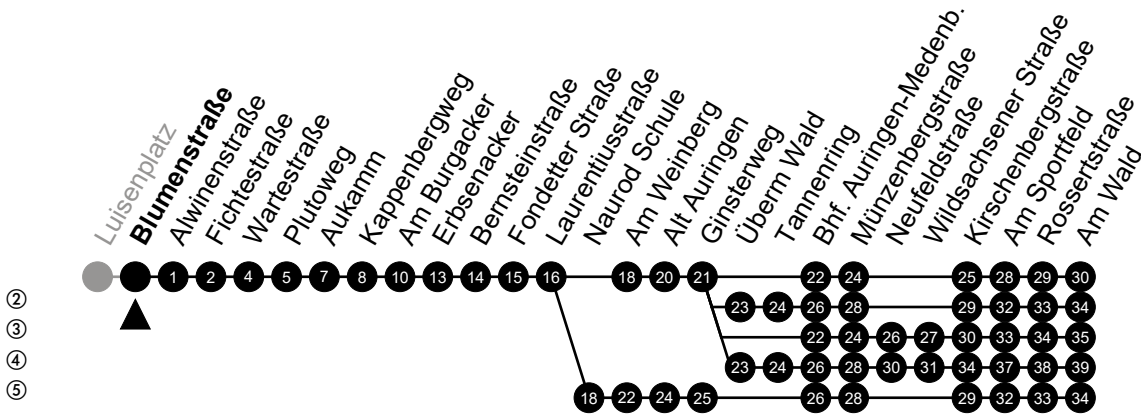 Luisenplatz
Blumenstraße
Alwinenstraße
Fichtestraße
Wartestraße
Plutoweg
Aukamm
Kappenbergweg
Am Burgacker
Erbsenacker
Bernsteinstraße
Fondetter Straße
Laurentiusstraße
Naurod Schule
Am Weinberg
Alt Auringen
Ginsterweg
Überm Wald
Tannenring
Bhf. Auringen-Medenb.
Münzenbergstraße
Neufeldstraße
Wildsachsener Straße
Kirschenbergstraße
Am Sportfeld
Rossertstraße
Am Wald
1 2 4 5 7 8 10 13 14 15 16 18 20 21 22 24 25 28 29 30
② 23 24 26 28 29 32 33 34
③ 22 24 26 27 30 33 34 35
④ 23 24 26 28 30 31 34 37 38 39
⑤ 18 22 24 25 26 28 29 32 33 34